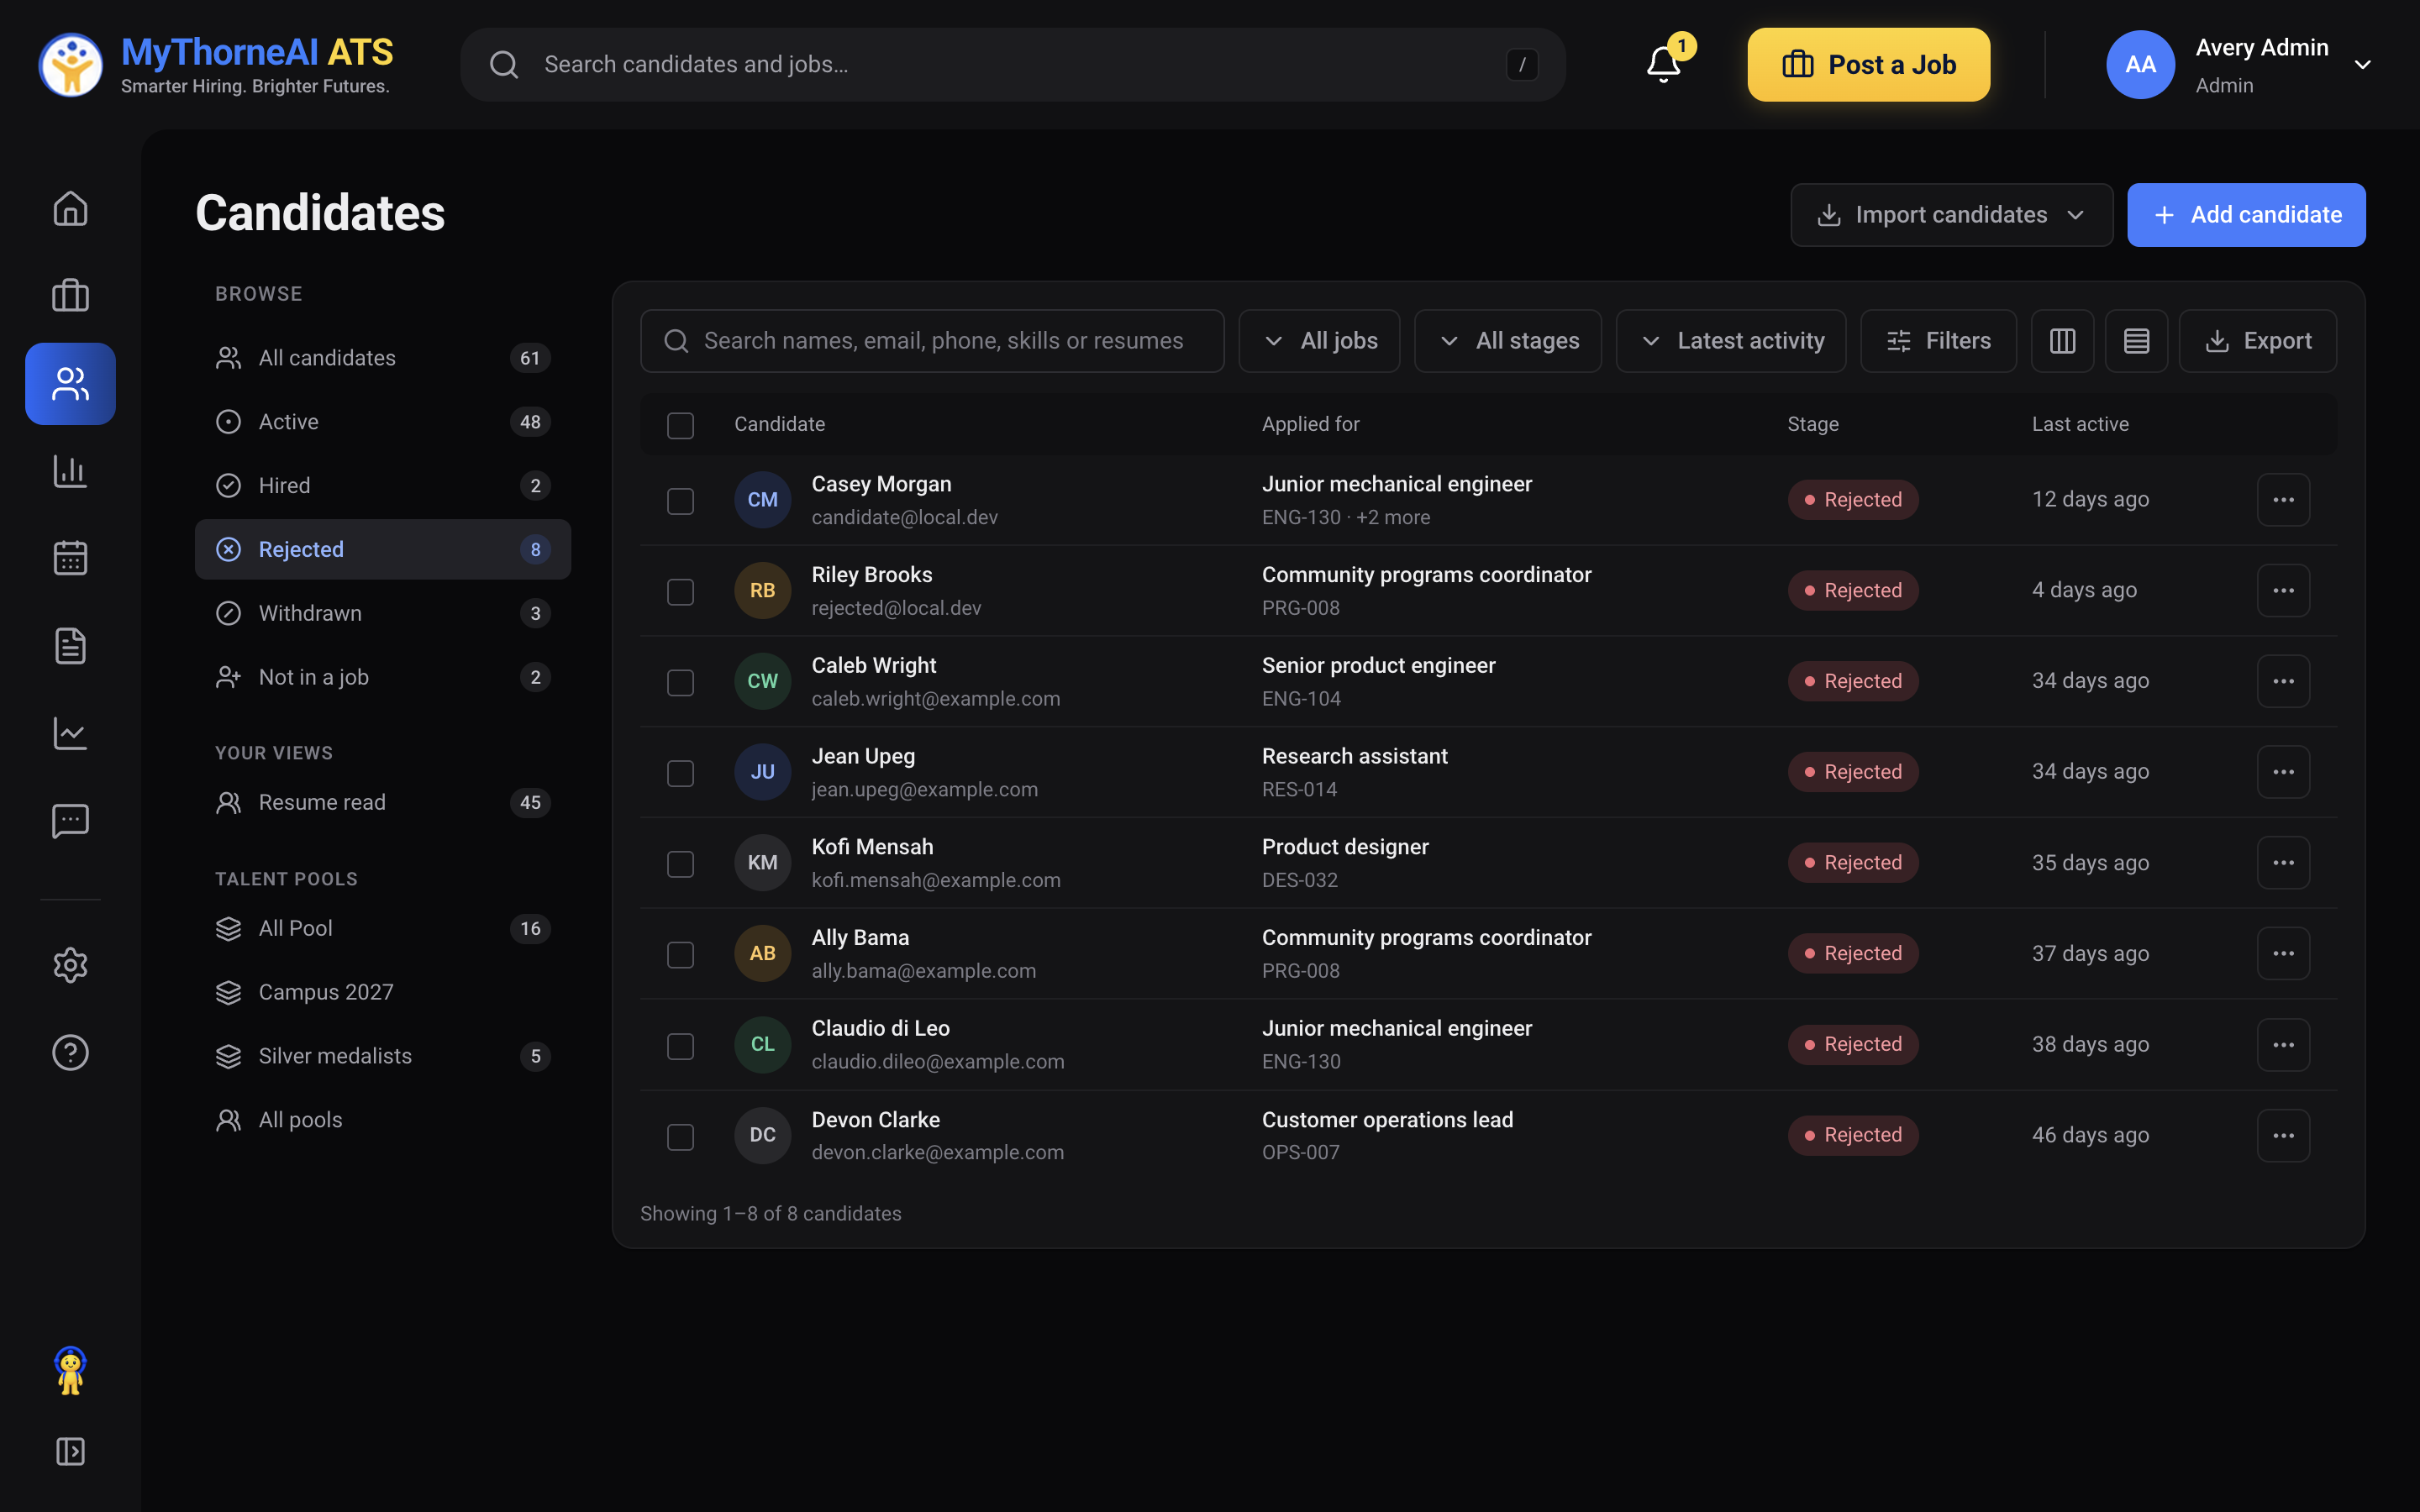 MyThorneAI ATS
Smarter Hiring. Brighter Futures.
Search candidates and jobs...
/
1
Post a Job
AA
Avery Admin
Admin
Candidates
Import candidates
Add candidate
BROWSE
All candidates 61
Active 48
Hired 2
Rejected 8
Withdrawn 3
Not in a job 2
YOUR VIEWS
Resume read 45
TALENT POOLS
All Pool 16
Campus 2027
Silver medalists 5
All pools
Search names, email, phone, skills or resumes
All jobs
All stages
Latest activity
Filters
Export
Candidate Applied for Stage Last active
CM Casey Morgan Junior mechanical engineer Rejected 12 days ago
candidate@local.dev ENG-130 · +2 more
RB Riley Brooks Community programs coordinator Rejected 4 days ago
rejected@local.dev PRG-008
CW Caleb Wright Senior product engineer Rejected 34 days ago
caleb.wright@example.com ENG-104
JU Jean Upeg Research assistant Rejected 34 days ago
jean.upeg@example.com RES-014
KM Kofi Mensah Product designer Rejected 35 days ago
kofi.mensah@example.com DES-032
AB Ally Bama Community programs coordinator Rejected 37 days ago
ally.bama@example.com PRG-008
CL Claudio di Leo Junior mechanical engineer Rejected 38 days ago
claudio.dileo@example.com ENG-130
DC Devon Clarke Customer operations lead Rejected 46 days ago
devon.clarke@example.com OPS-007
Showing 1–8 of 8 candidates